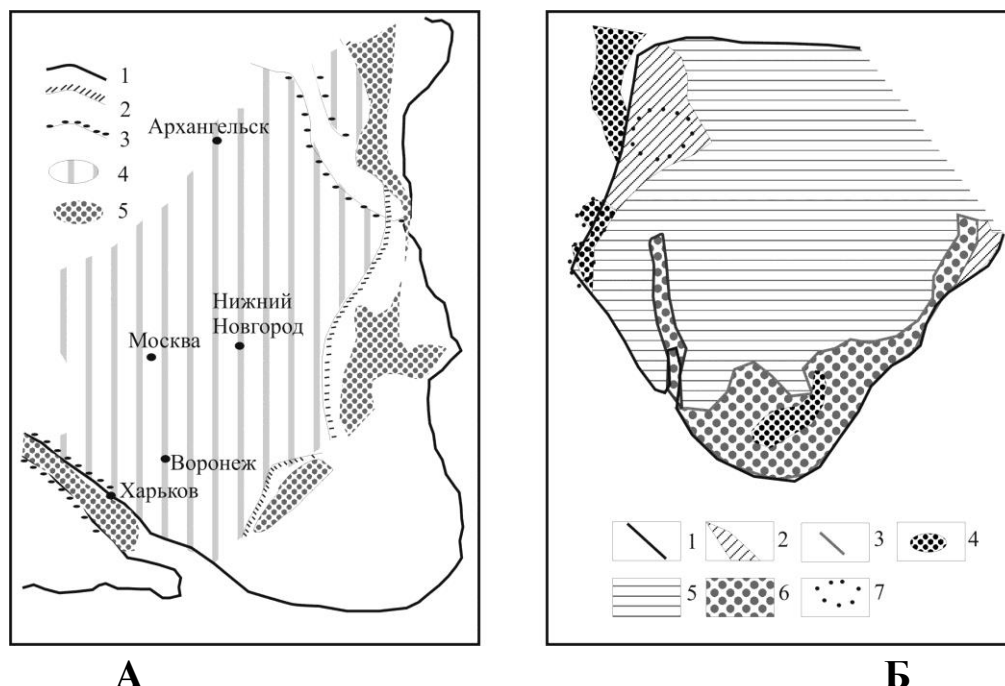 1
2
3
4
5
Архангельск
Нижний
Новгород
Москва
Воронеж
Харьков
А
1
2
3
4
5
6
7
Б